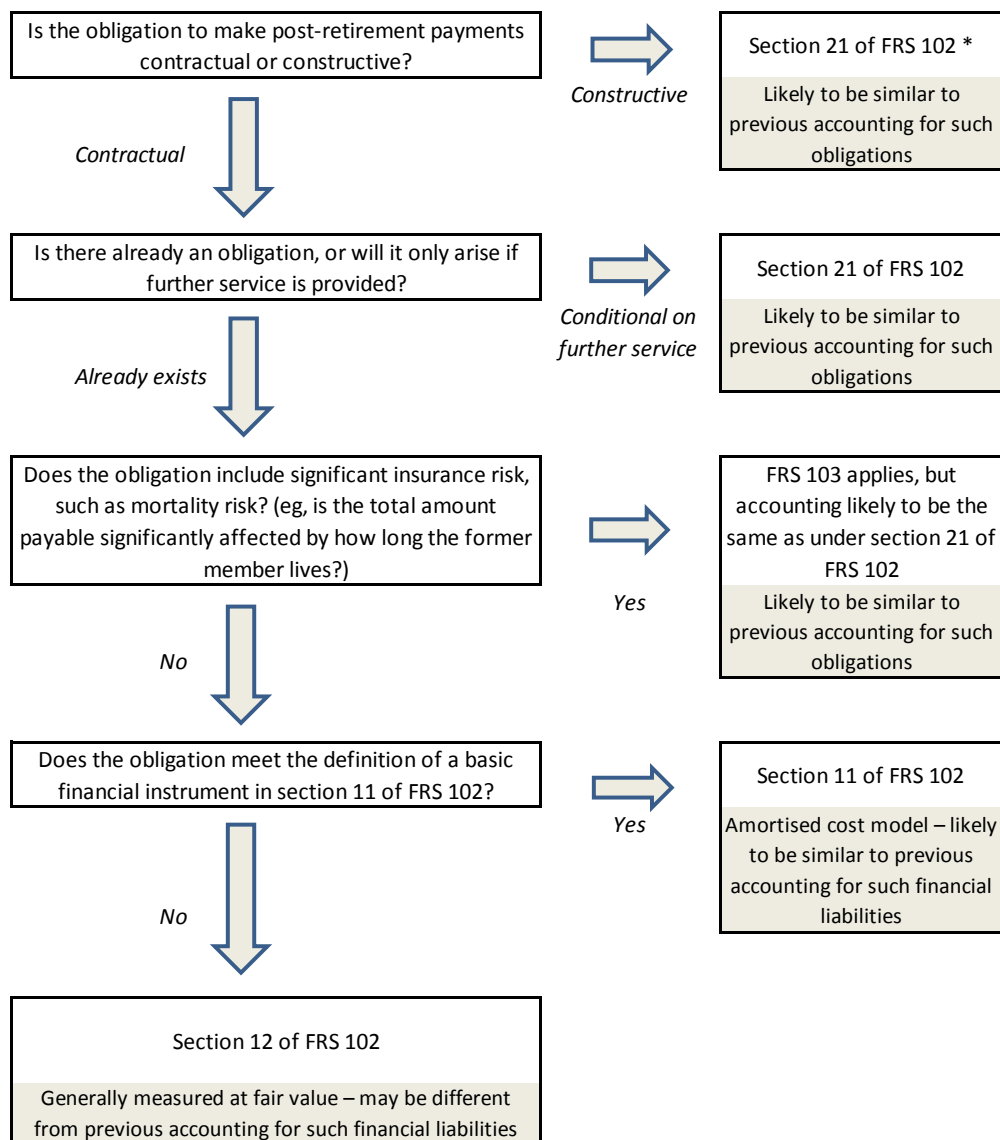 Is the obligation to make post-retirement payments
contractual or constructive?
Constructive
Section 21 of FRS 102 *
Likely to be similar to
previous accounting for such
obligations
Contractual
Is there already an obligation, or will it only arise if
further service is provided?
Conditional on
further service
Section 21 of FRS 102
Likely to be similar to
previous accounting for such
obligations
Already exists
Does the obligation include significant insurance risk,
such as mortality risk? (eg, is the total amount
payable significantly affected by how long the former
member lives?)
Yes
FRS 103 applies, but
accounting likely to be the
same as under section 21 of
FRS 102
Likely to be similar to
previous accounting for such
obligations
No
Does the obligation meet the definition of a basic
financial instrument in section 11 of FRS 102?
Yes
Section 11 of FRS 102
Amortised cost model – likely
to be similar to previous
accounting for such financial
liabilities
No
Section 12 of FRS 102
Generally measured at fair value – may be different
from previous accounting for such financial liabilities